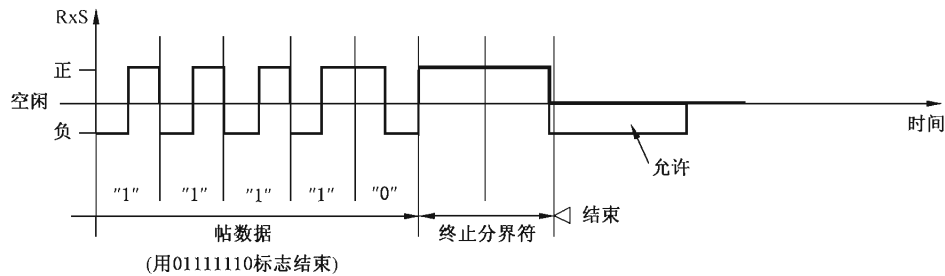 RxS
正
空闲
负
时间
允许
"1" "1" "1" "1" "0"
结束
帧数据
终止分界符
(用01111110标志结束)